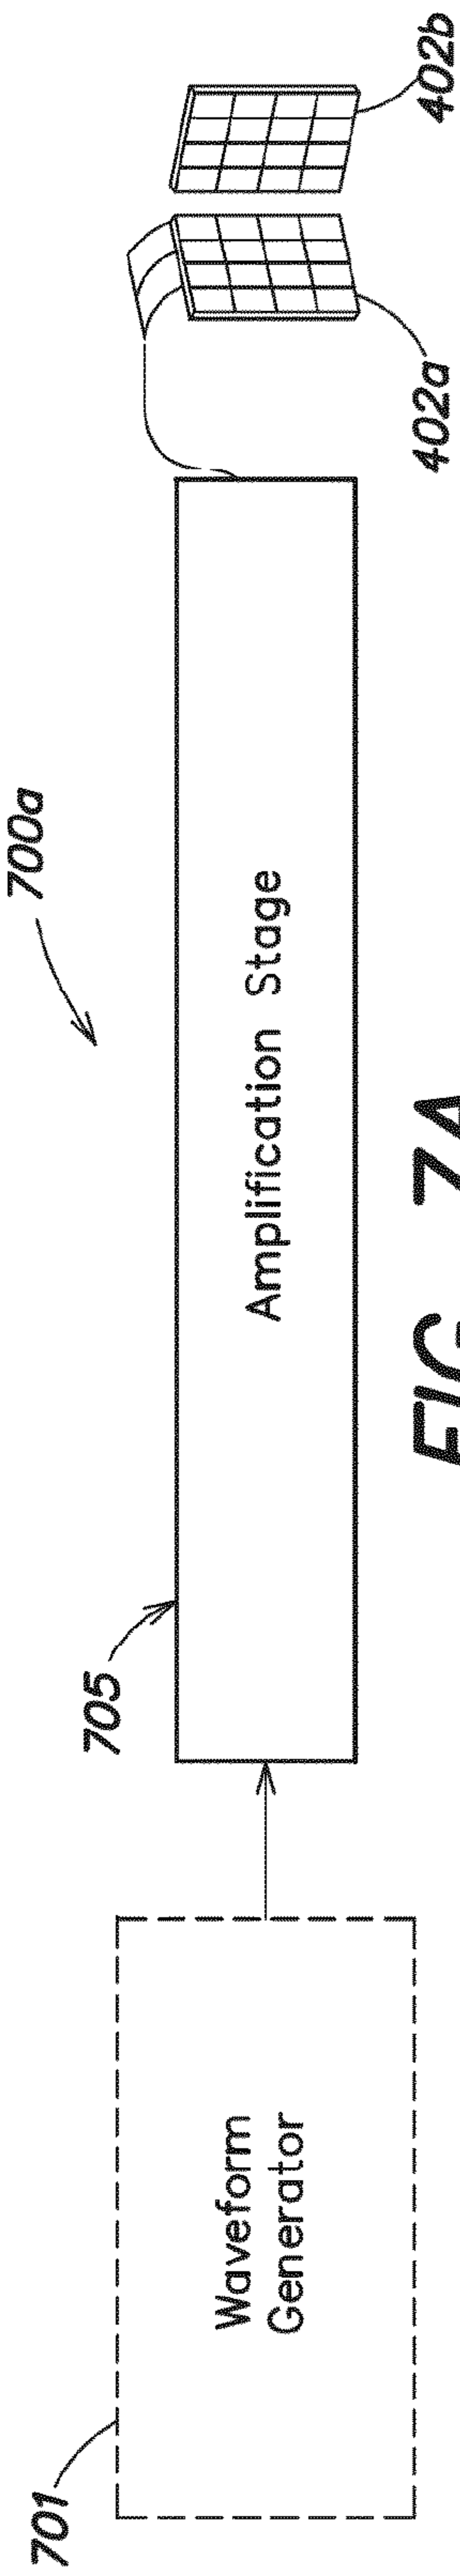 700a
701
Waveform
Generator
705
Amplification Stage
402a
402b
FIG. 7A